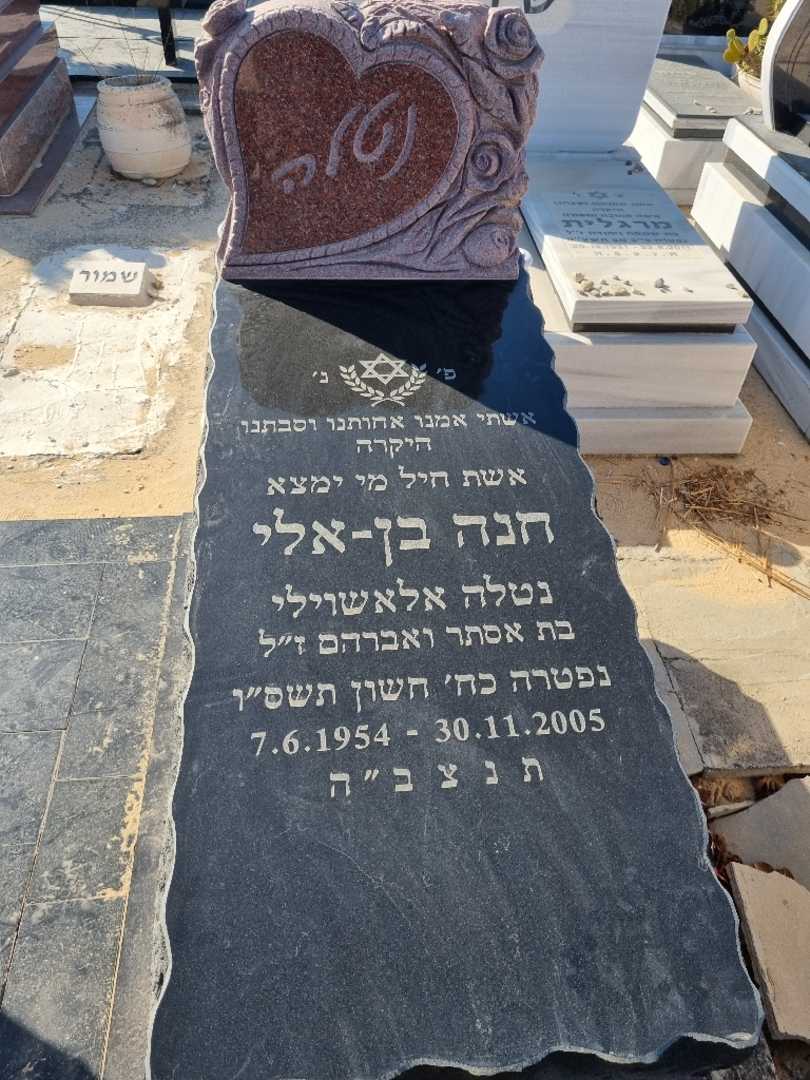 נטלה
שמור
פ׳ נ׳
אשתי אמנו אחותנו וסבתנו
היקרה
אשת חיל מי ימצא
חנה בן-אלי
נטלה אלאשוילי
בת אסתר ואברהם ז״ל
נפטרה כח׳ חשון תשס״ו
7.6.1954 - 30.11.2005
ת נ צ ב ״ ה
מרגלית